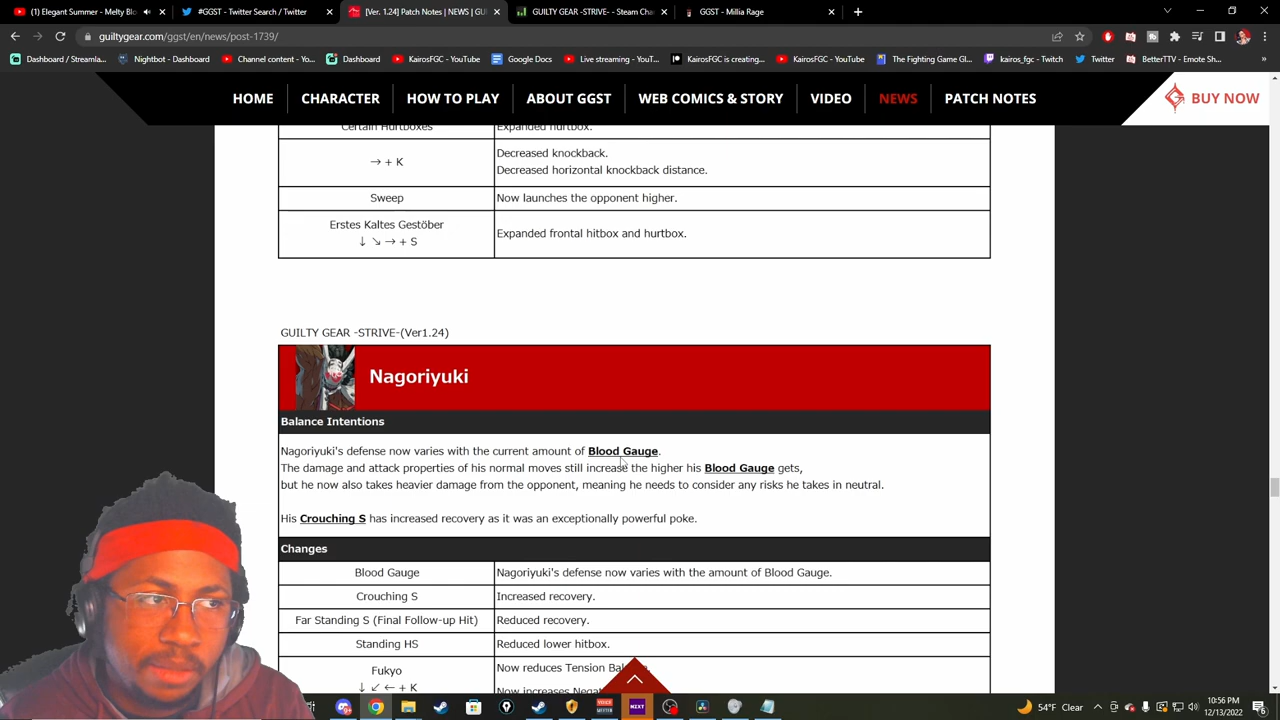 (1) Elegant Summer - Melty Blo
#GGST - Twitter Search / Twitter
[Ver. 1.24] Patch Notes | NEWS | GUI
GUILTY GEAR -STRIVE- - Steam Cha
GGST - Millia Rage
guiltygear.com/ggst/en/news/post-1739/
Dashboard / Streamla...
Nightbot - Dashboard
Channel content - Yo...
Dashboard
KairosFGC - YouTube
Google Docs
Live streaming - YouT...
KairosFGC is creating...
KairosFGC - YouTube
The Fighting Game Gl...
kairos_fgc - Twitch
Twitter
BetterTTV - Emote Sh...
HOME
CHARACTER
HOW TO PLAY
ABOUT GGST
WEB COMICS & STORY
VIDEO
NEWS
PATCH NOTES
BUY NOW
Certain Hurtboxes Expanded hurtbox.
→ + K
Decreased knockback.
Decreased horizontal knockback distance.
Sweep Now launches the opponent higher.
Erstes Kaltes Gestöber
↓ ↘ → + S
Expanded frontal hitbox and hurtbox.
GUILTY GEAR -STRIVE-(Ver1.24)
Nagoriyuki
Balance Intentions
Nagoriyuki's defense now varies with the current amount of Blood Gauge.
The damage and attack properties of his normal moves still increase the higher his Blood Gauge gets,
but he now also takes heavier damage from the opponent, meaning he needs to consider any risks he takes in neutral.
His Crouching S has increased recovery as it was an exceptionally powerful poke.
Changes
Blood Gauge Nagoriyuki's defense now varies with the amount of Blood Gauge.
Crouching S Increased recovery.
Far Standing S (Final Follow-up Hit) Reduced recovery.
Standing HS Reduced lower hitbox.
Fukyo
↓ ↙ ← + K
Now reduces Tension Bal
Now increases Negat
54°F Clear
10:56 PM
12/13/2022